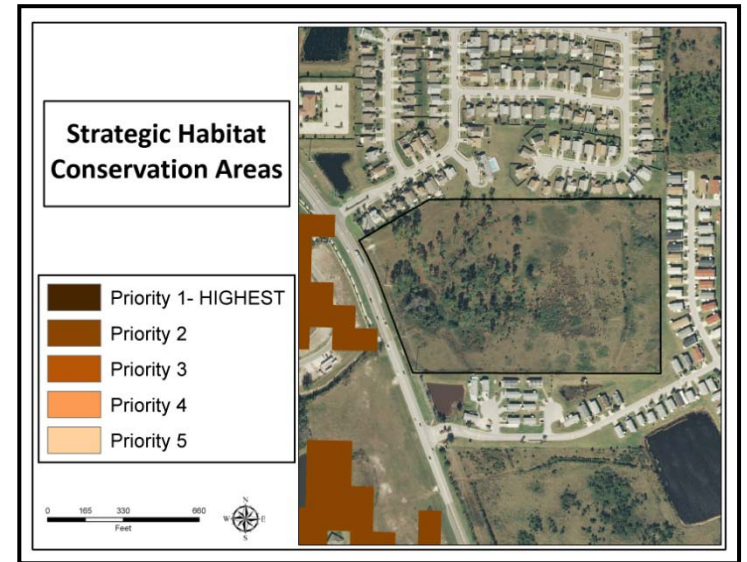 Strategic Habitat
Conservation Areas
Priority 1- HIGHEST
Priority 2
Priority 3
Priority 4
Priority 5
0 165 330 660
Feet
N
W E
S